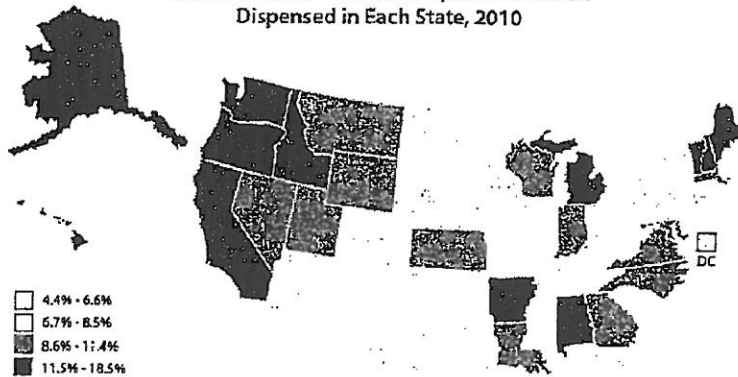 Dispensed in Each State, 2010
DC
4.4% - 6.6%
6.7% - 8.5%
8.6% - 11.4%
11.5% - 18.5%